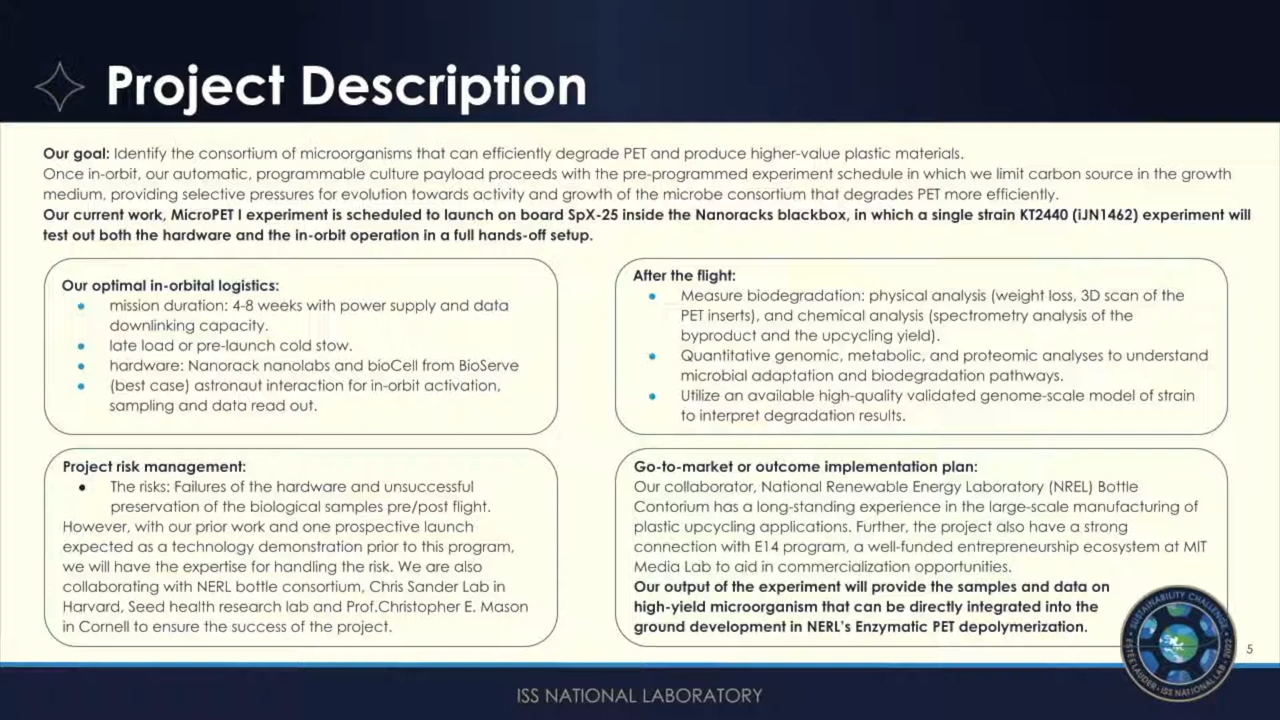 Project Description
Our goal: Identify the consortium of microorganisms that can efficiently degrade PET and produce higher-value plastic materials.
Once in-orbit, our automatic, programmable culture payload proceeds with the pre-programmed experiment schedule in which we limit carbon source in the growth
medium, providing selective pressures for evolution towards activity and growth of the microbe consortium that degrades PET more efficiently.
Our current work, MicroPET I experiment is scheduled to launch on board SpX-25 inside the Nanoracks blackbox, in which a single strain KT2440 (iJN1462) experiment will
test out both the hardware and the in-orbit operation in a full hands-off setup.
Our optimal in-orbital logistics:
• mission duration: 4-8 weeks with power supply and data
downlinking capacity.
• late load or pre-launch cold stow.
• hardware: Nanorack nanolabs and bioCell from BioServe
• (best case) astronaut interaction for in-orbit activation,
sampling and data read out.
After the flight:
• Measure biodegradation: physical analysis (weight loss, 3D scan of the
PET inserts), and chemical analysis (spectrometry analysis of the
byproduct and the upcycling yield).
• Quantitative genomic, metabolic, and proteomic analyses to understand
microbial adaptation and biodegradation pathways.
• Utilize an available high-quality validated genome-scale model of strain
to interpret degradation results.
Project risk management:
• The risks: Failures of the hardware and unsuccessful
preservation of the biological samples pre/post flight.
However, with our prior work and one prospective launch
expected as a technology demonstration prior to this program,
we will have the expertise for handling the risk. We are also
collaborating with NERL bottle consortium, Chris Sander Lab in
Harvard, Seed health research lab and Prof.Christopher E. Mason
in Cornell to ensure the success of the project.
Go-to-market or outcome implementation plan:
Our collaborator, National Renewable Energy Laboratory (NREL) Bottle
Contorium has a long-standing experience in the large-scale manufacturing of
plastic upcycling applications. Further, the project also have a strong
connection with E14 program, a well-funded entrepreneurship ecosystem at MIT
Media Lab to aid in commercialization opportunities.
Our output of the experiment will provide the samples and data on
high-yield microorganism that can be directly integrated into the
ground development in NERL's Enzymatic PET depolymerization.
SUSTAINABILITY CHALLENGE
ESTEE LAUDER • ISS NATIONAL LAB • 2022
5
ISS NATIONAL LABORATORY